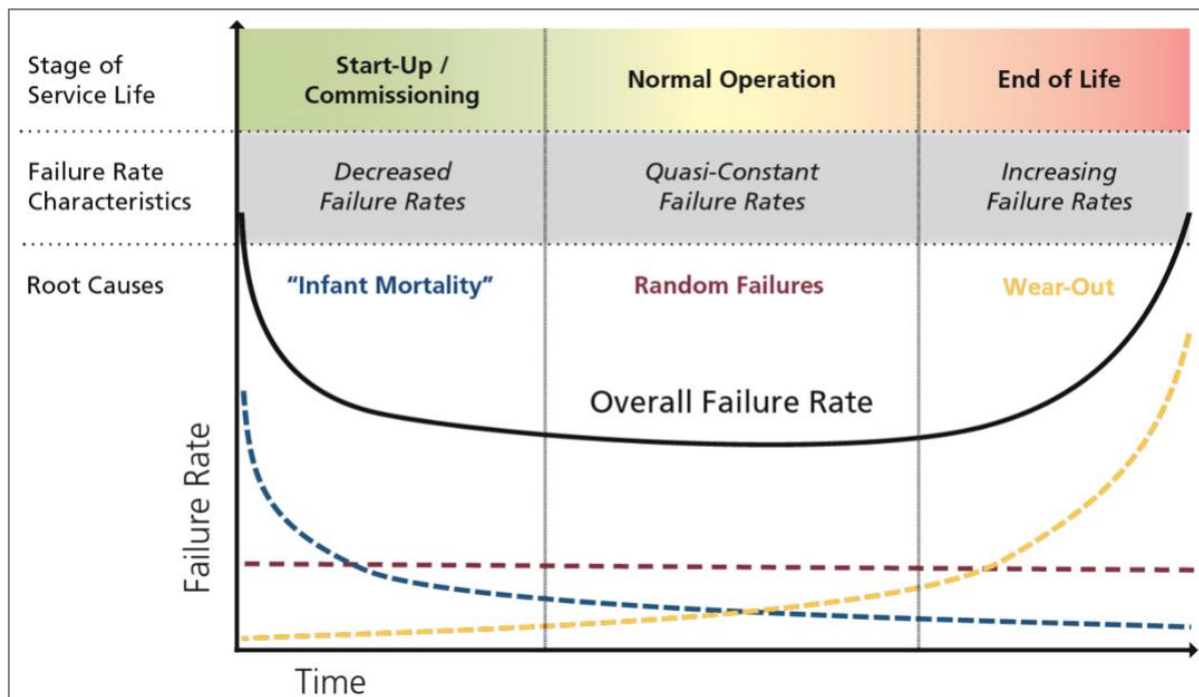 Stage of
Service Life
Start-Up /
Commissioning
Normal Operation
End of Life
Failure Rate
Characteristics
Decreased
Failure Rates
Quasi-Constant
Failure Rates
Increasing
Failure Rates
Root Causes
“Infant Mortality”
Random Failures
Wear-Out
Overall Failure Rate
Failure Rate
Time